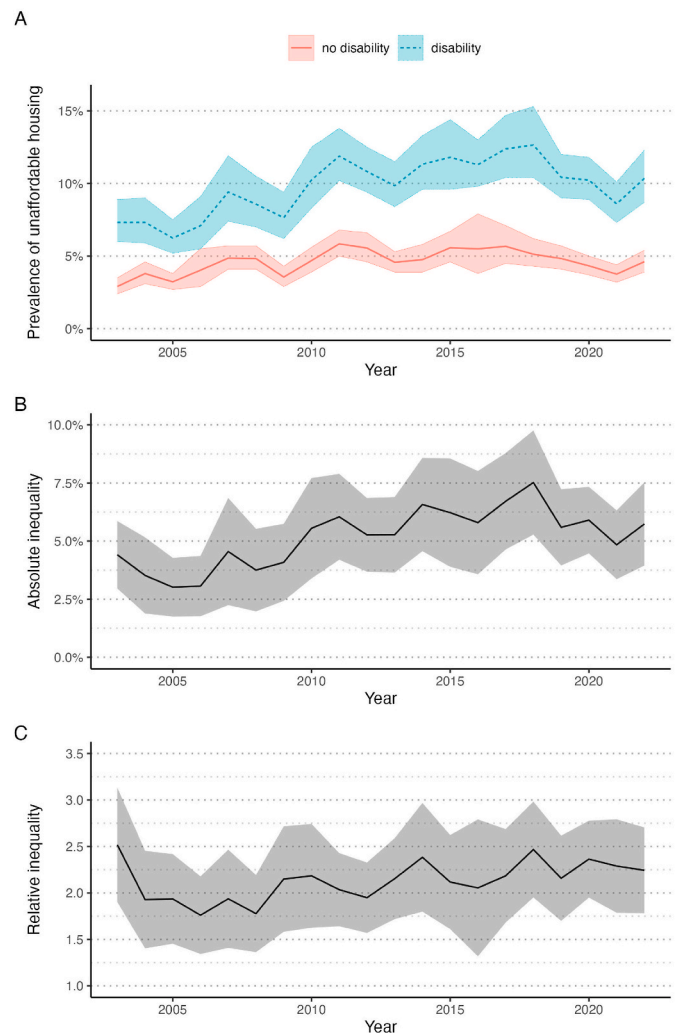 A
no disability disability
Prevalence of unaffordable housing
15%
10%
5%
0%
2005 2010 2015 2020
Year
B
Absolute inequality
10.0%
7.5%
5.0%
2.5%
0.0%
2005 2010 2015 2020
Year
C
Relative inequality
3.5
3.0
2.5
2.0
1.5
1.0
2005 2010 2015 2020
Year